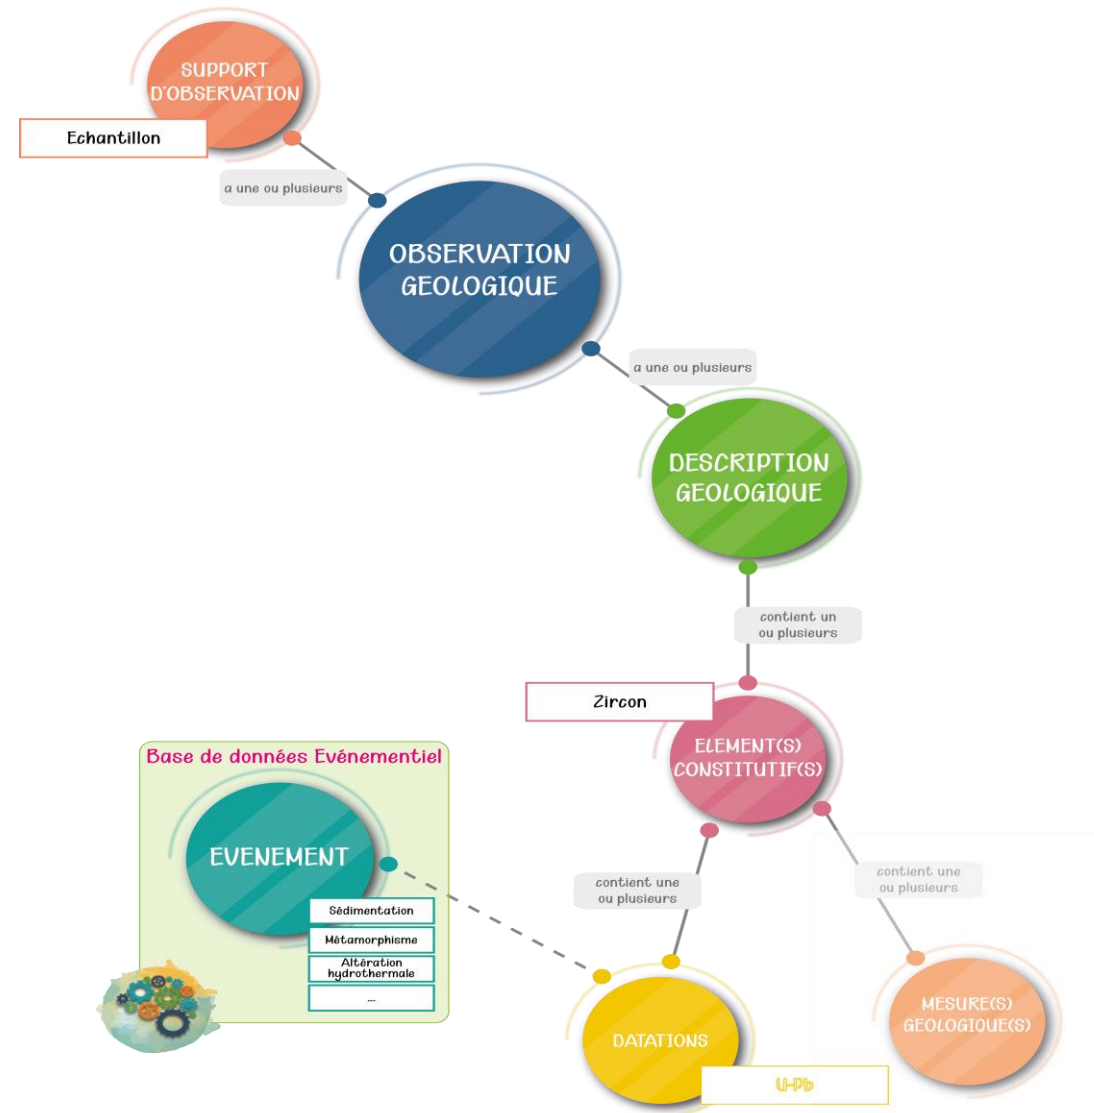 SUPPORT
D'OBSERVATION
Echantillon
a une ou plusieurs
OBSERVATION
GEOLOGIQUE
a une ou plusieurs
DESCRIPTION
GEOLOGIQUE
contient un
ou plusieurs
Zircon
ELEMENT(S)
CONSTITUTIF(S)
Base de données Evénementiel
EVENEMENT
Sédimentation
Métamorphisme
Altération
hydrothermale
...
contient une
ou plusieurs
contient une
ou plusieurs
DATATIONS
U-Pb
MESURE(S)
GEOLOGIQUE(S)